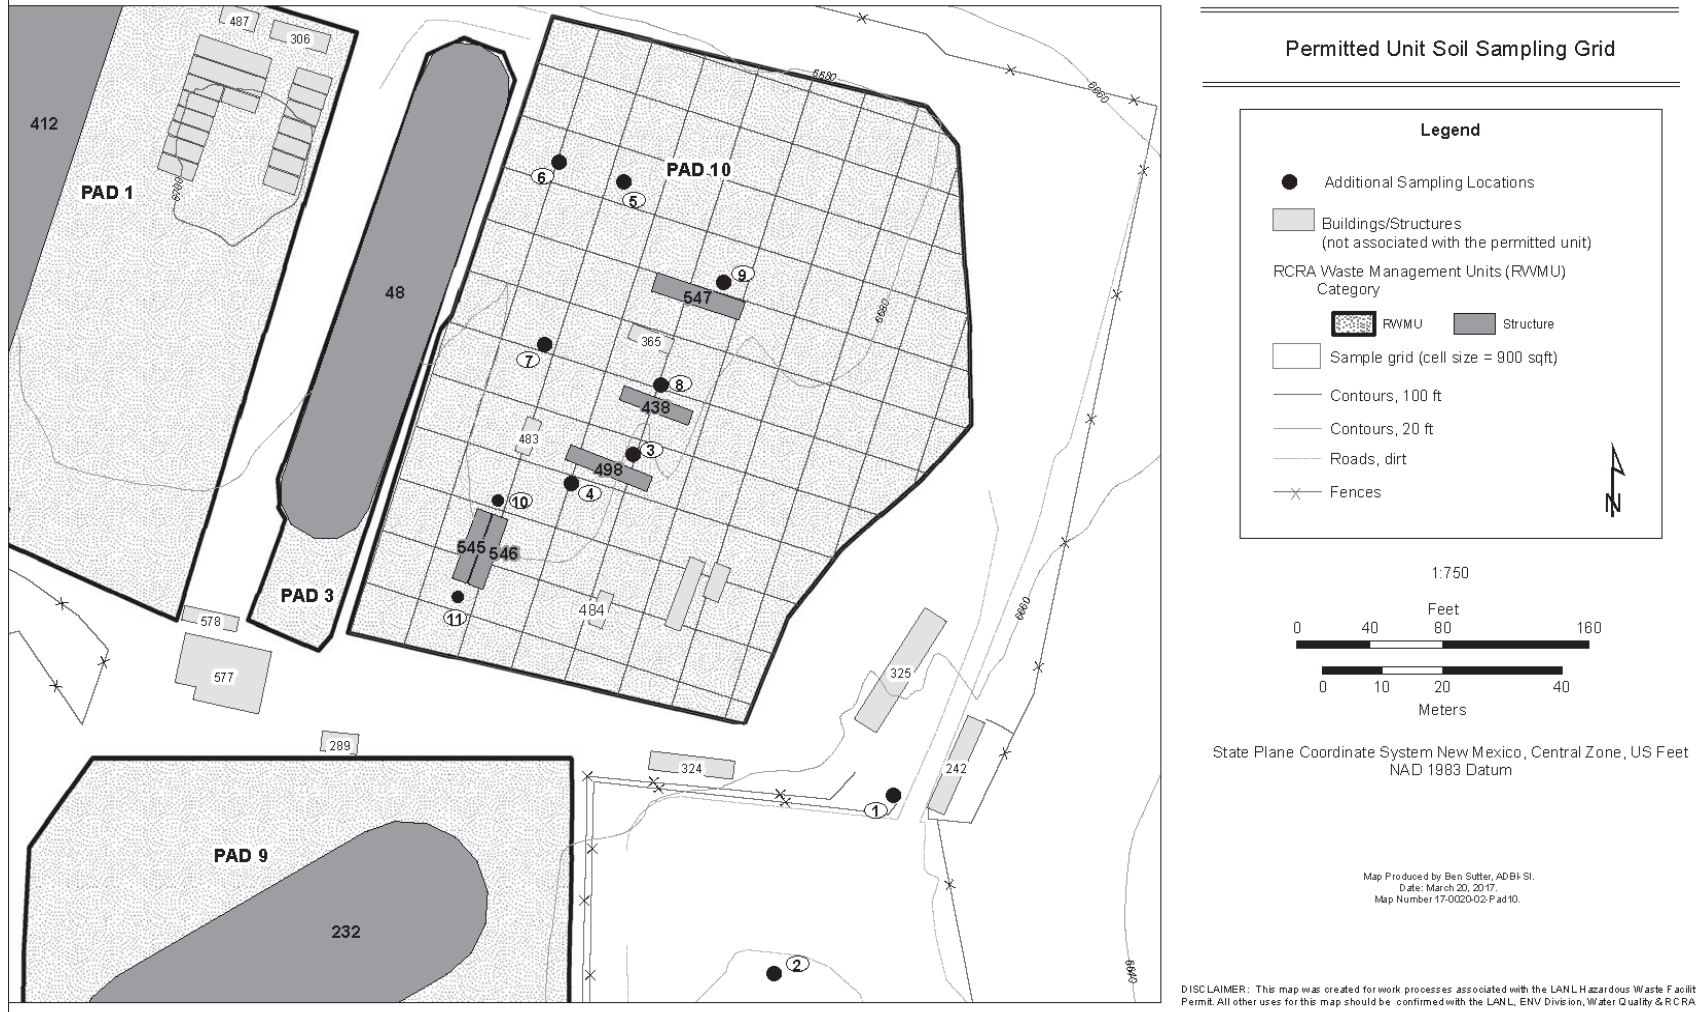 Permitted Unit Soil Sampling Grid
Legend
Additional Sampling Locations
Buildings/Structures
(not associated with the permitted unit)
RCRA Waste Management Units (RWMU)
Category
RWMU
Structure
Sample grid (cell size = 900 sqft)
Contours, 100 ft
Contours, 20 ft
Roads, dirt
Fences
N
1:750
Feet
0 40 80 160
0 10 20 40
Meters
State Plane Coordinate System New Mexico, Central Zone, US Feet
NAD 1983 Datum
Map Produced by Ben Sutter, ADBI-SI.
Date: March 20, 2017.
Map Number 17-0020-02-Pad10.
DISCLAIMER: This map was created for work processes associated with the LANL Hazardous Waste Facilit
Permit. All other uses for this map should be confirmed with the LANL, ENV Division, Water Quality & RCRA
487
306
412
PAD 1
6700
48
PAD 3
578
577
289
PAD 9
232
PAD 10
6680
6660
6
5
9
547
6680
365
7
8
438
483
3
498
4
10
545
546
11
484
6660
325
324
242
1
2
6640